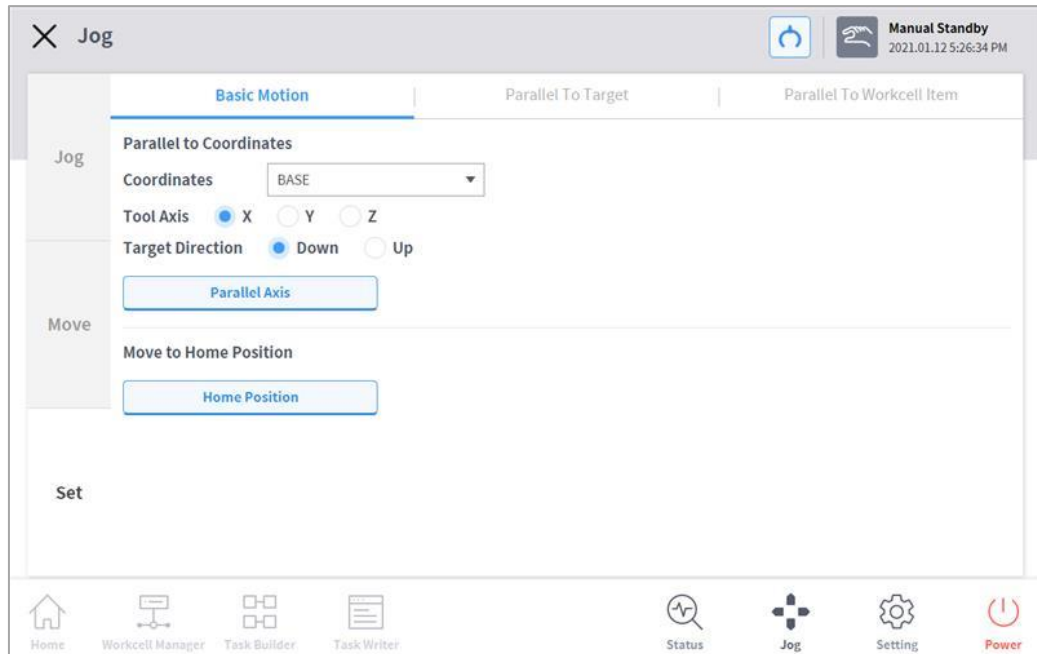 Jog
Manual Standby
2021.01.12 5:26:34 PM
Jog
Move
Set
Basic Motion | Parallel To Target | Parallel To Workcell Item
Parallel to Coordinates
Coordinates BASE
Tool Axis X Y Z
Target Direction Down Up
Parallel Axis
Move to Home Position
Home Position
Home Workcell Manager Task Builder Task Writer Status Jog Setting Power